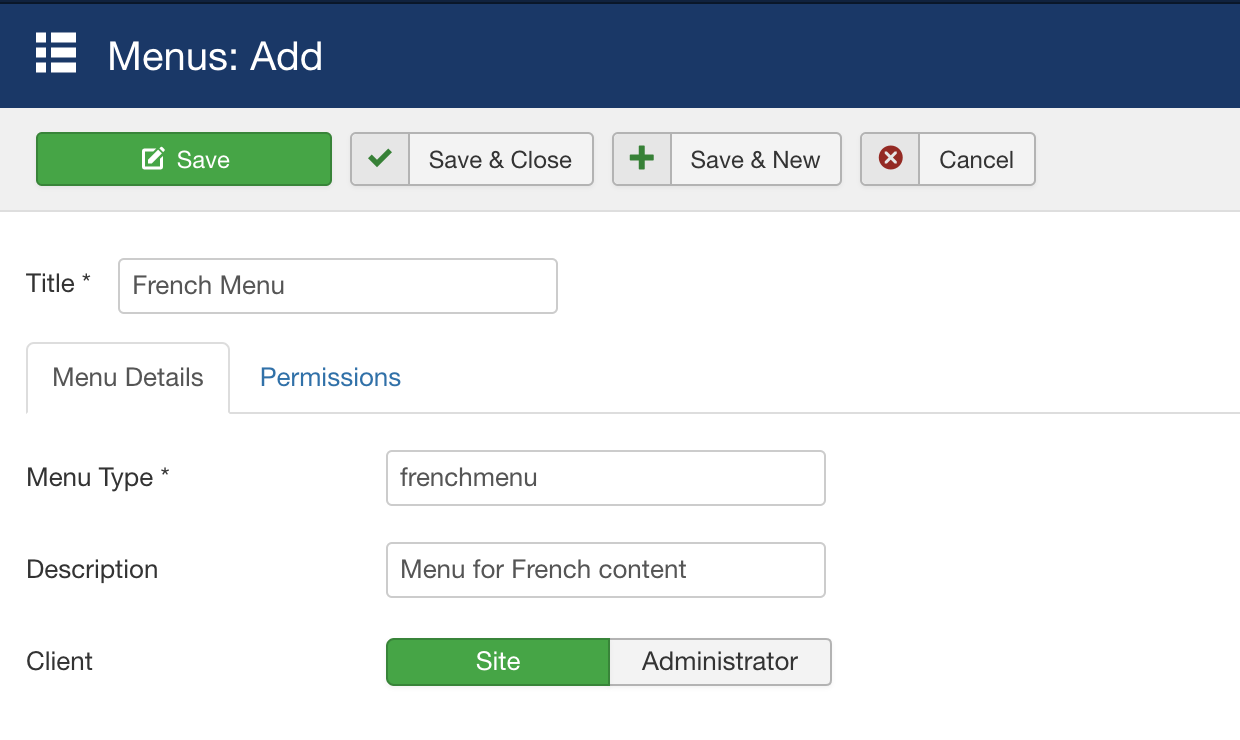 Menus: Add
Save
Save & Close
Save & New
Cancel
Title *
French Menu
Menu Details
Permissions
Menu Type *
frenchmenu
Description
Menu for French content
Client
Site
Administrator